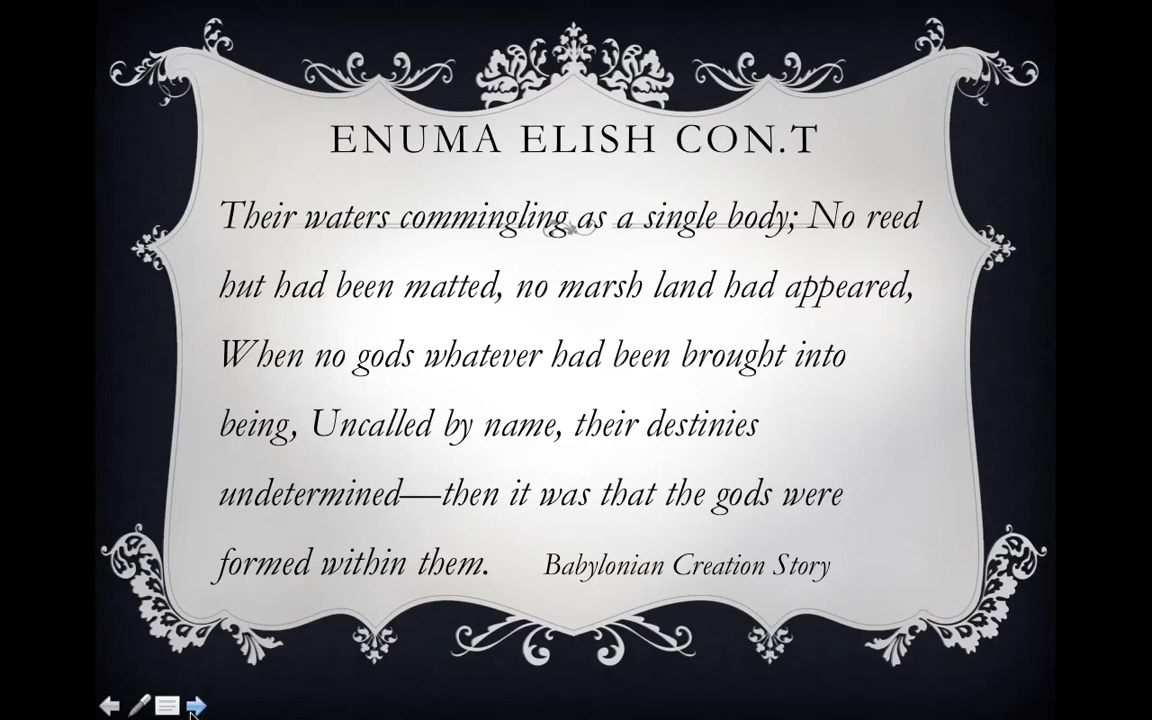 ENUMA ELISH CON.T
Their waters commingling as a single body; No reed
hut had been matted, no marsh land had appeared,
When no gods whatever had been brought into
being, Uncalled by name, their destinies
undetermined—then it was that the gods were
formed within them. Babylonian Creation Story